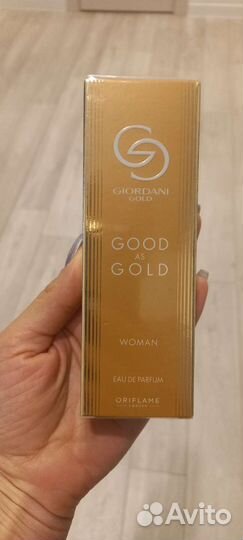 GIORDANI
GOLD
GOOD
AS
GOLD
WOMAN
EAU DE PARFUM
ORIFLAME
Avito